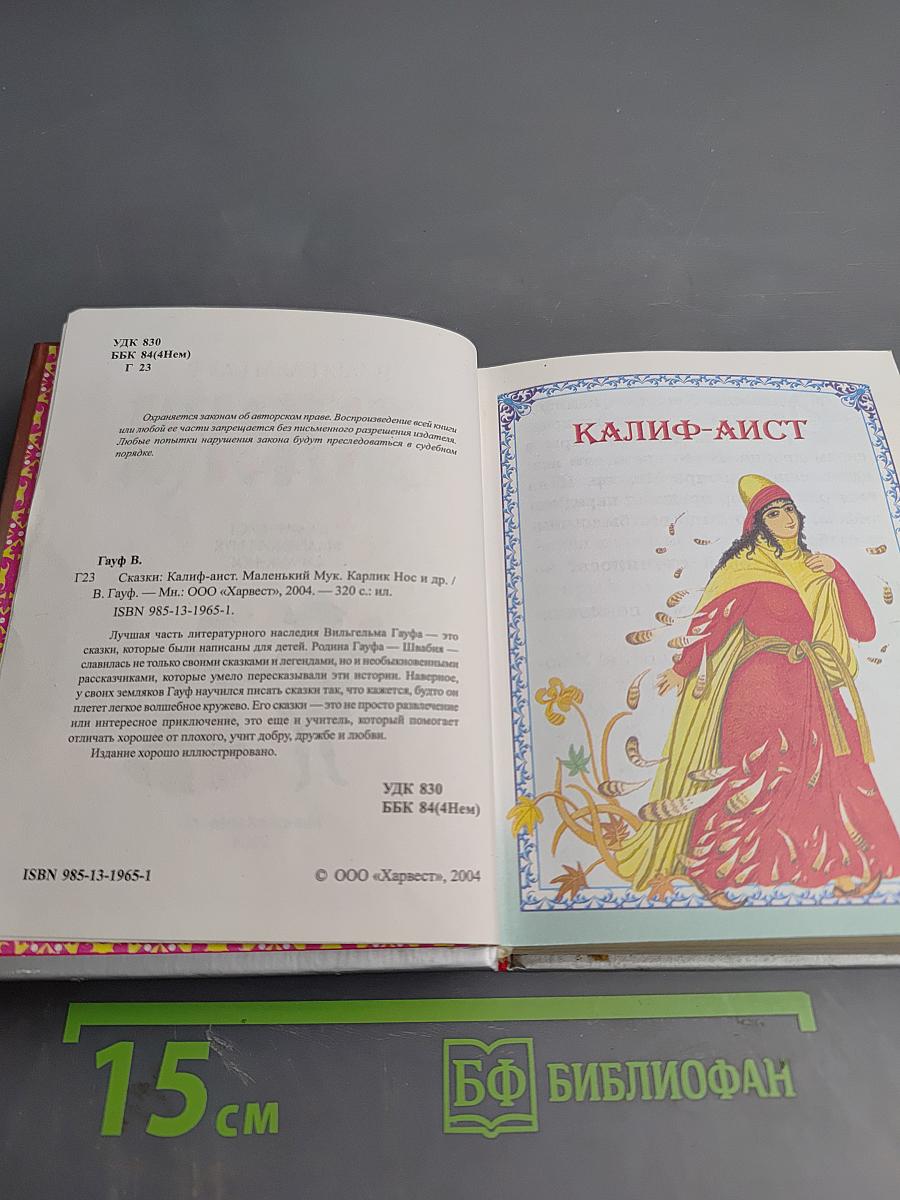 УДК 830
ББК 84(4Нем)
Г 23
Охраняется законом об авторском праве. Воспроизведение всей книги
или любой ее части запрещается без письменного разрешения издателя.
Любые попытки нарушения закона будут преследоваться в судебном
порядке.
Гауф В.
Г23 Сказки: Калиф-аист. Маленький Мук. Карлик Нос и др. /
В. Гауф. — Мн.: ООО «Харвест», 2004. — 320 с.: ил.
ISBN 985-13-1965-1.
Лучшая часть литературного наследия Вильгельма Гауфа — это
сказки, которые были написаны для детей. Родина Гауфа — Швабия —
славилась не только своими сказками и легендами, но и необыкновенными
рассказчиками, которые умело пересказывали эти истории. Наверное,
у своих земляков Гауф научился писать сказки так, что кажется, будто он
плетет легкое волшебное кружево. Его сказки — это не просто развлечение
или интересное приключение, это еще и учитель, который помогает
отличать хорошее от плохого, учит добру, дружбе и любви.
Издание хорошо иллюстрировано.
УДК 830
ББК 84(4Нем)
ISBN 985-13-1965-1
© ООО «Харвест», 2004
КАЛИФ-АИСТ
15 см
БФ БИБЛИОФАН